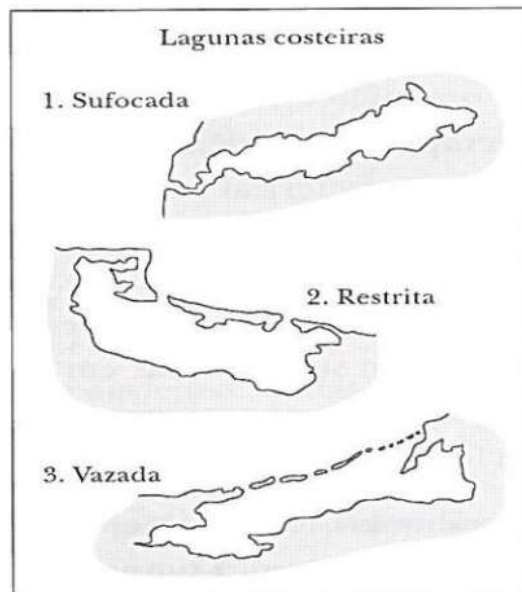 Lagunas costeiras
1. Sufocada
2. Restrita
3. Vazada